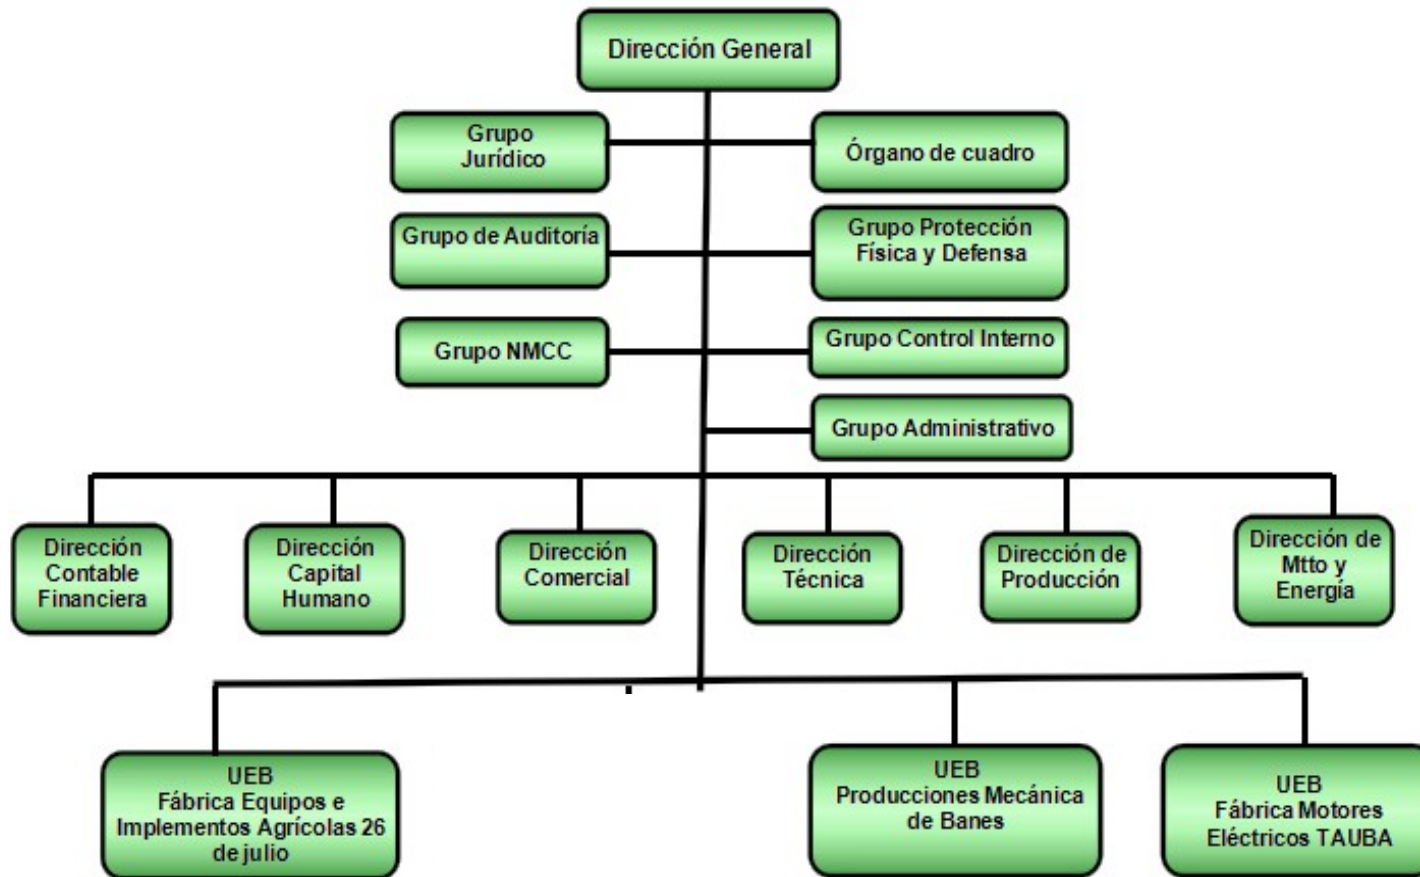 Dirección General
Grupo
Jurídico
Órgano de cuadro
Grupo de Auditoría
Grupo Protección
Física y Defensa
Grupo NMCC
Grupo Control Interno
Grupo Administrativo
Dirección
Contable
Financiera
Dirección
Capital
Humano
Dirección
Comercial
Dirección
Técnica
Dirección de
Producción
Dirección de
Mtto y
Energía
UEB
Fábrica Equipos e
Implementos Agrícolas 26
de julio
UEB
Producciones Mecánica
de Banes
UEB
Fábrica Motores
Eléctricos TAUBA